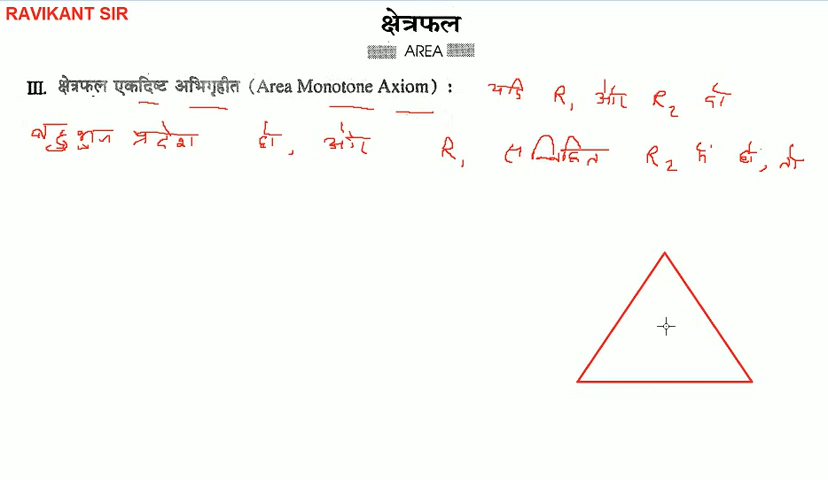 RAVIKANT SIR
क्षेत्रफल
AREA
III. क्षेत्रफल एकदिष्ट अभिगृहीत (Area Monotone Axiom) : यदि R₁ और R₂ दो
बहुभुज प्रदेश हो, और R₁ सन्निहित R₂ में हो, तो